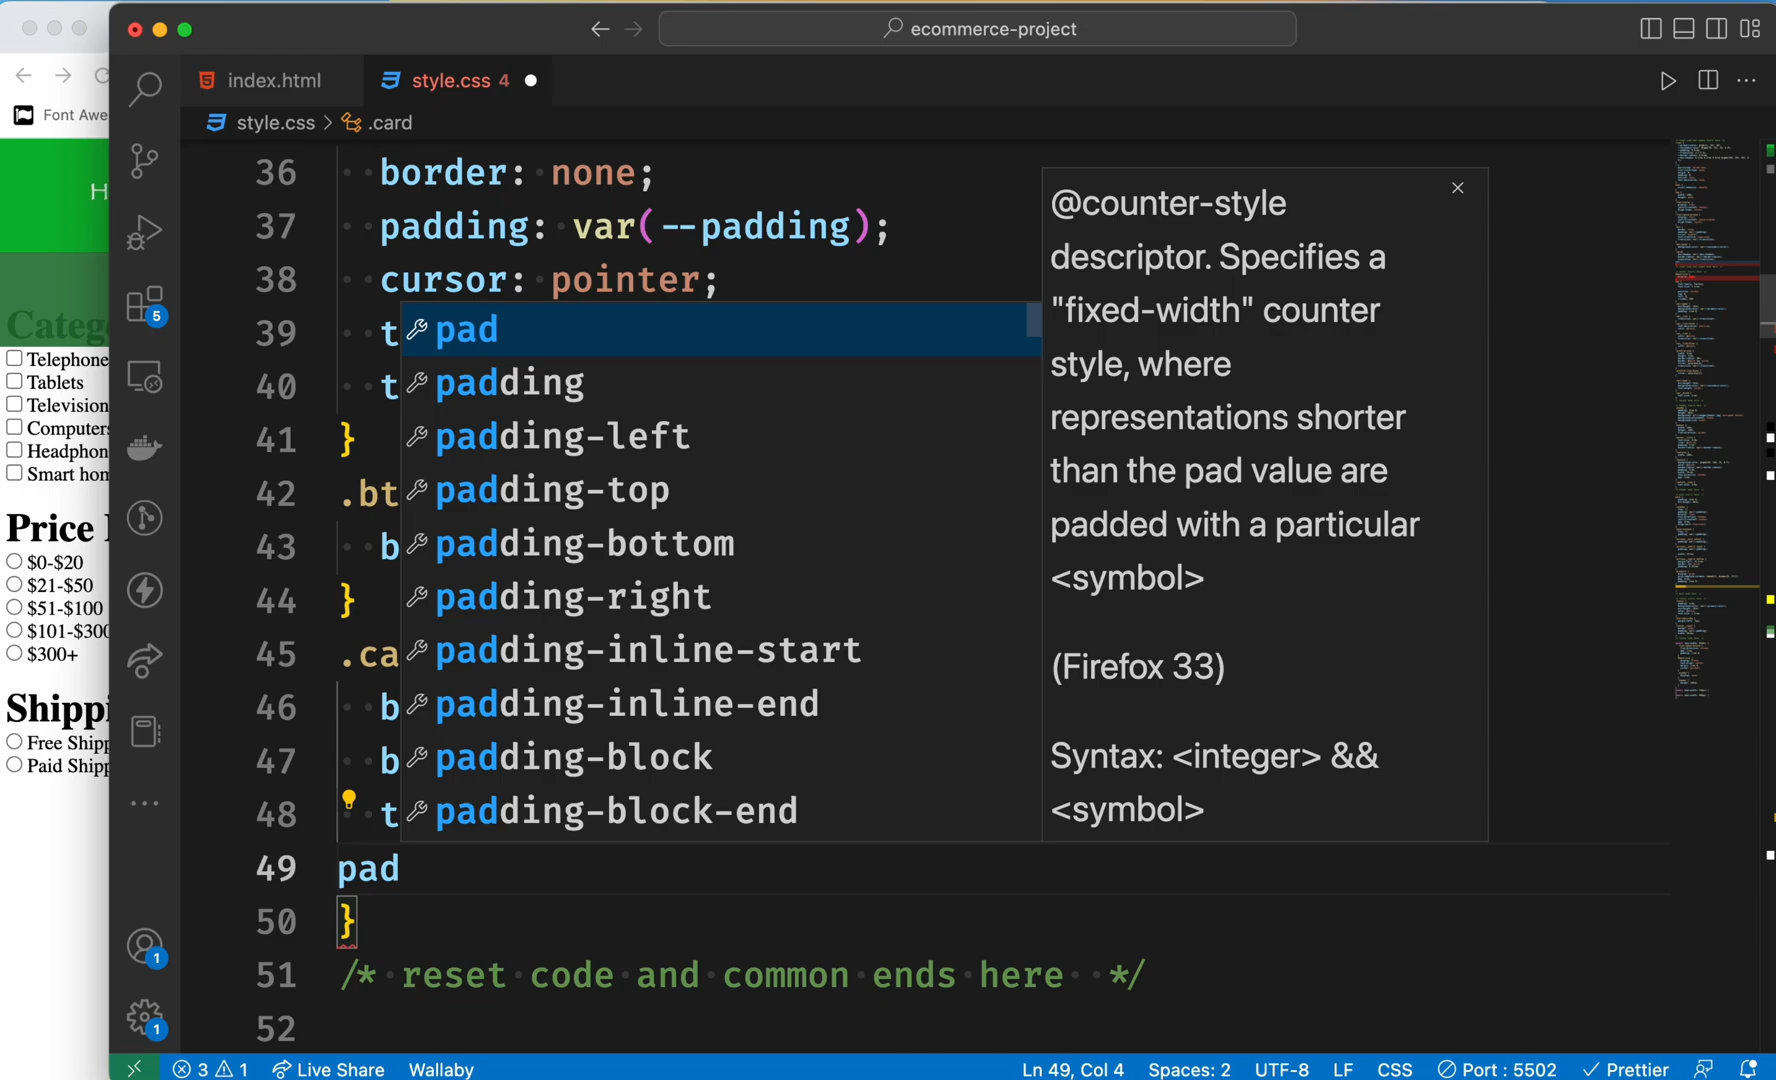 ecommerce-project
index.html
style.css 4
Font Awe
style.css > .card
H
Catego
Telephone
Tablets
Television
Computers
Headphon
Smart hom
Price
$0-$20
$21-$50
$51-$100
$101-$300
$300+
Shippi
Free Shipp
Paid Shipp
5
1
1
36 border: none;
37 padding: var(--padding);
38 cursor: pointer;
39 t
40 t
41 }
42 .bt
43 b
44 }
45 .ca
46 b
47 b
48 t
49 pad
50 }
51 /* reset code and common ends here */
52
pad
padding
padding-left
padding-top
padding-bottom
padding-right
padding-inline-start
padding-inline-end
padding-block
padding-block-end
@counter-style
descriptor. Specifies a
"fixed-width" counter
style, where
representations shorter
than the pad value are
padded with a particular
<symbol>
(Firefox 33)
Syntax: <integer> &&
<symbol>
3 1 Live Share Wallaby Ln 49, Col 4 Spaces: 2 UTF-8 LF CSS Port : 5502 Prettier